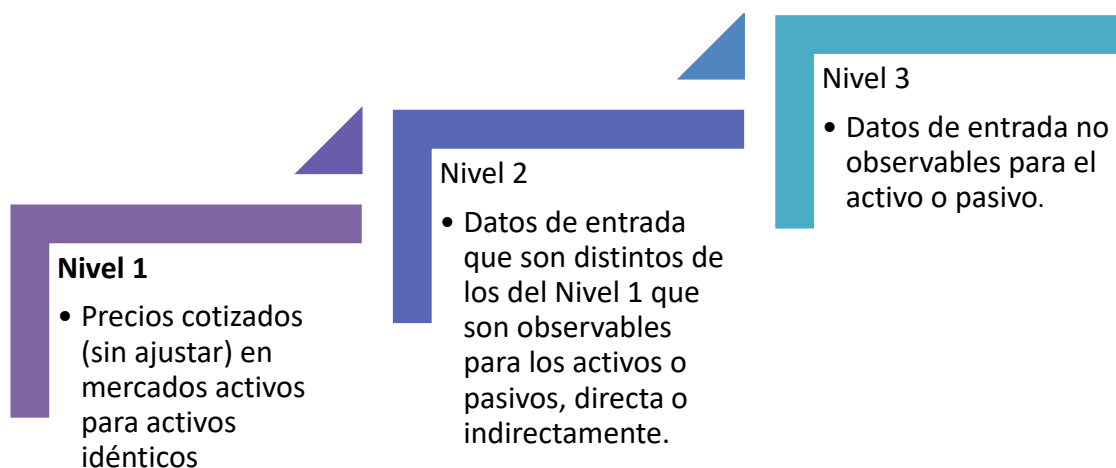 Nivel 1
• Precios cotizados
(sin ajustar) en
mercados activos
para activos
idénticos
Nivel 2
• Datos de entrada
que son distintos de
los del Nivel 1 que
son observables
para los activos o
pasivos, directa o
indirectamente.
Nivel 3
• Datos de entrada no
observables para el
activo o pasivo.